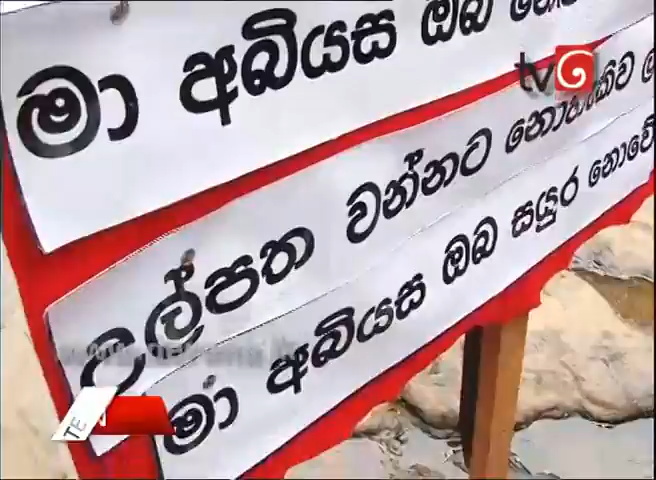 මා අබියස ඔබ
tv
උල්පත වන්නට නොහැකිව
මා අබියස ඔබ සයුර නොවේ